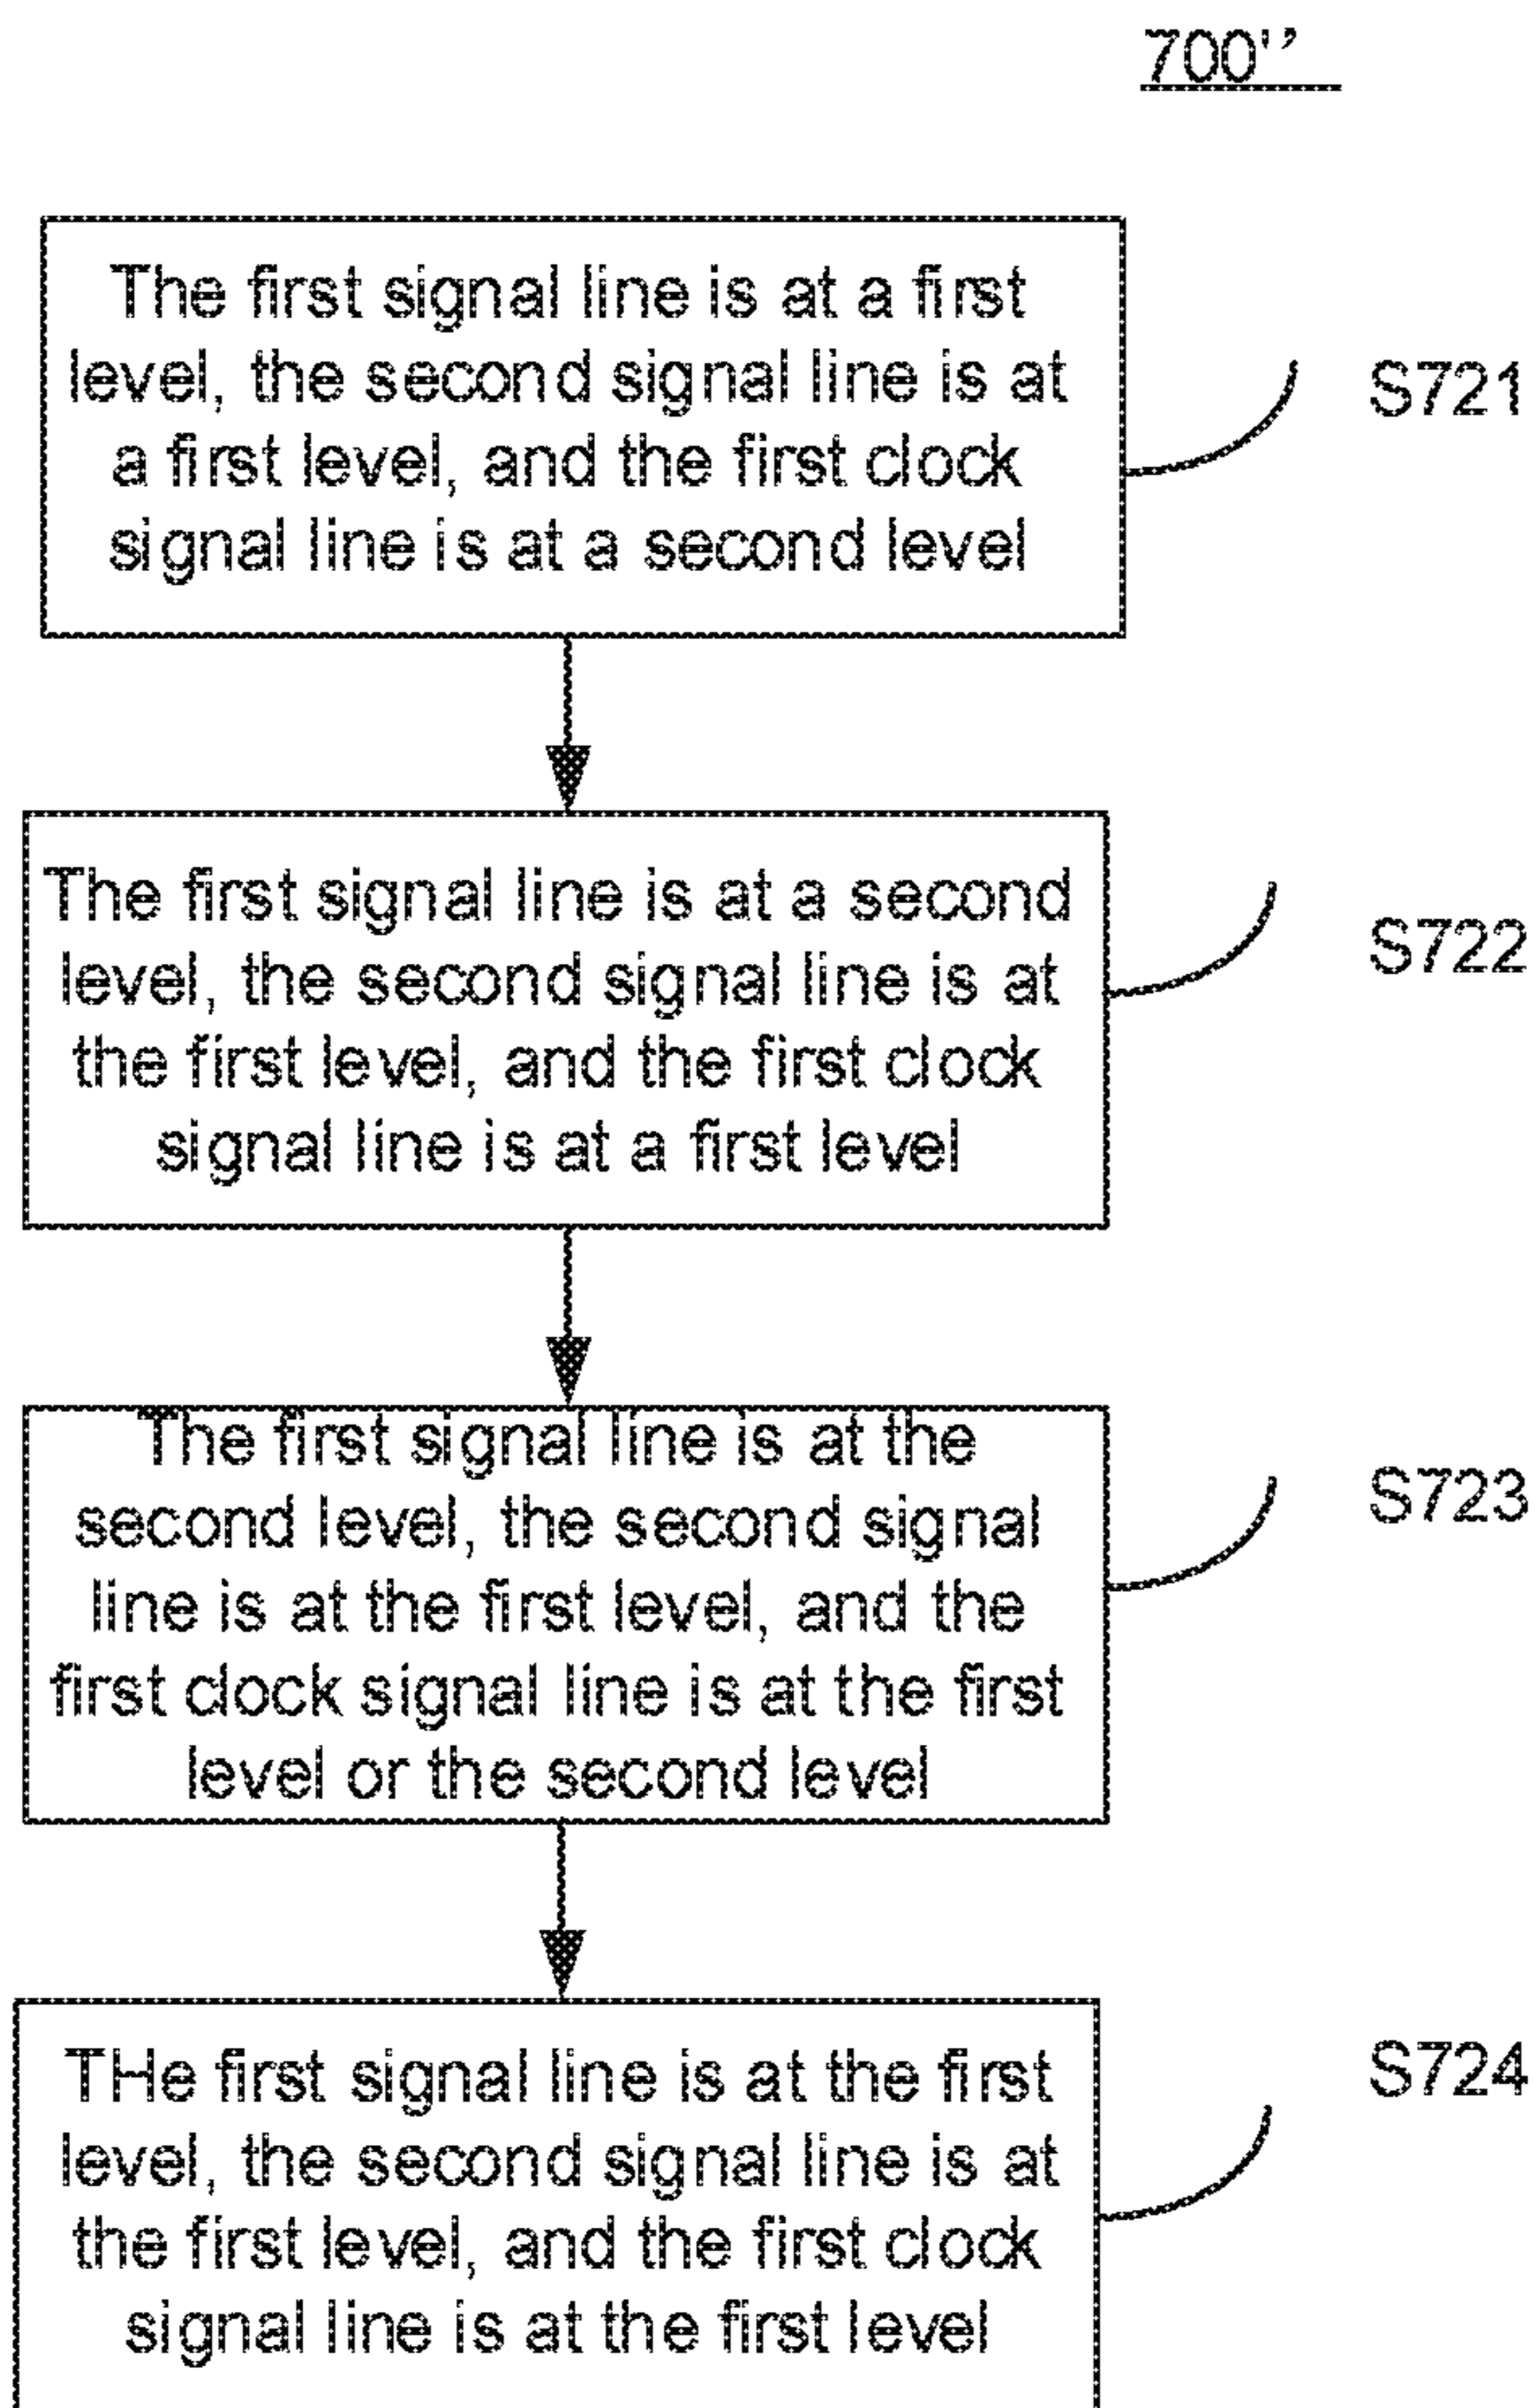 700''
The first signal line is at a first
level, the second signal line is at
a first level, and the first clock
signal line is at a second level
S721
The first signal line is at a second
level, the second signal line is at
the first level, and the first clock
signal line is at a first level
S722
The first signal line is at the
second level, the second signal
line is at the first level, and the
first clock signal line is at the first
level or the second level
S723
THe first signal line is at the first
level, the second signal line is at
the first level, and the first clock
signal line is at the first level
S724